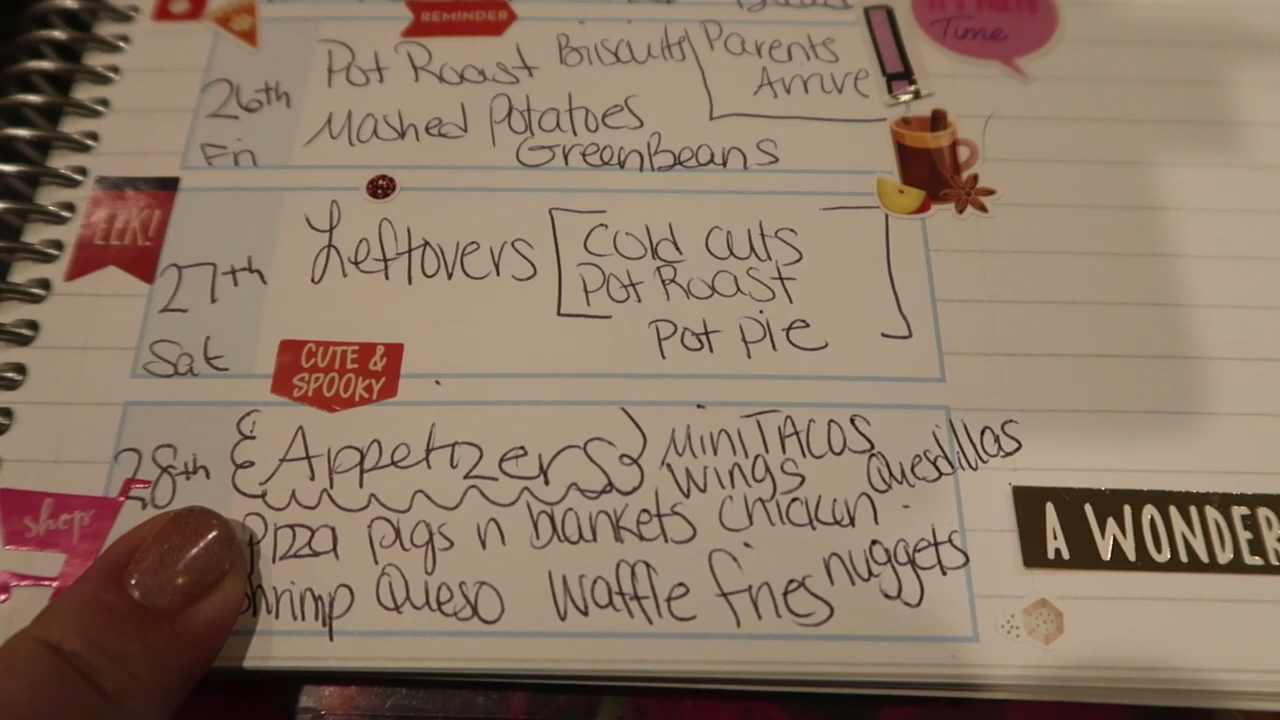 REMINDER
Time
26th
Fri
Pot Roast Biscuits
Parents
Arrive
Mashed Potatoes
Green Beans
EEK!
27th
Sat
Leftovers
Cold cuts
Pot Roast
Pot pie
CUTE &
SPOOKY
28th
{Appetizers}
Mini TACOS
Wings Quesdillas
Pizza pigs n blankets chicken
nuggets
Shrimp Queso Waffle fries
shop
A WONDER